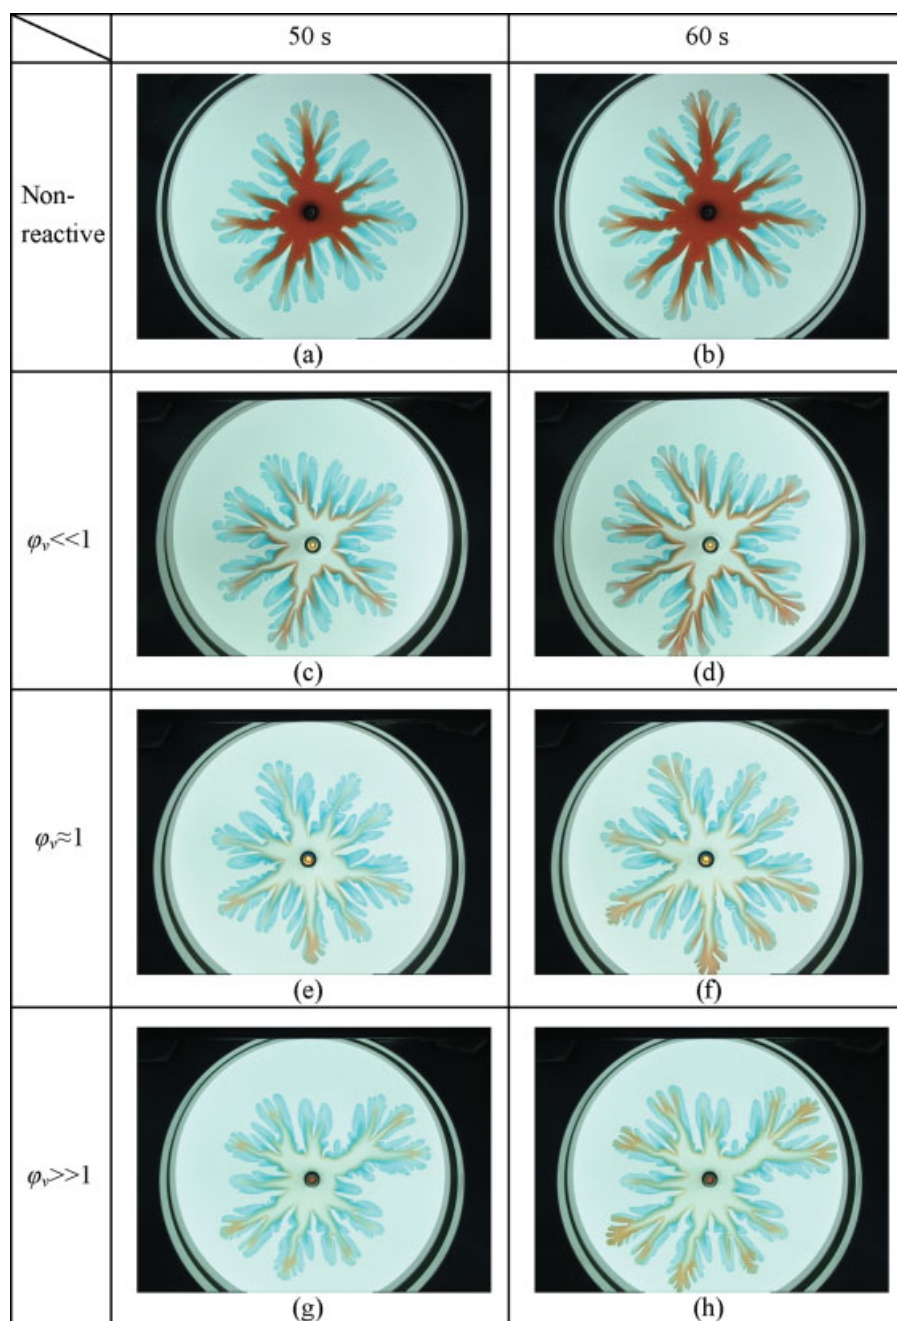 50 s 60 s
Non-
reactive
(a) (b)
φᵥ<<1
(c) (d)
φᵥ≈1
(e) (f)
φᵥ>>1
(g) (h)